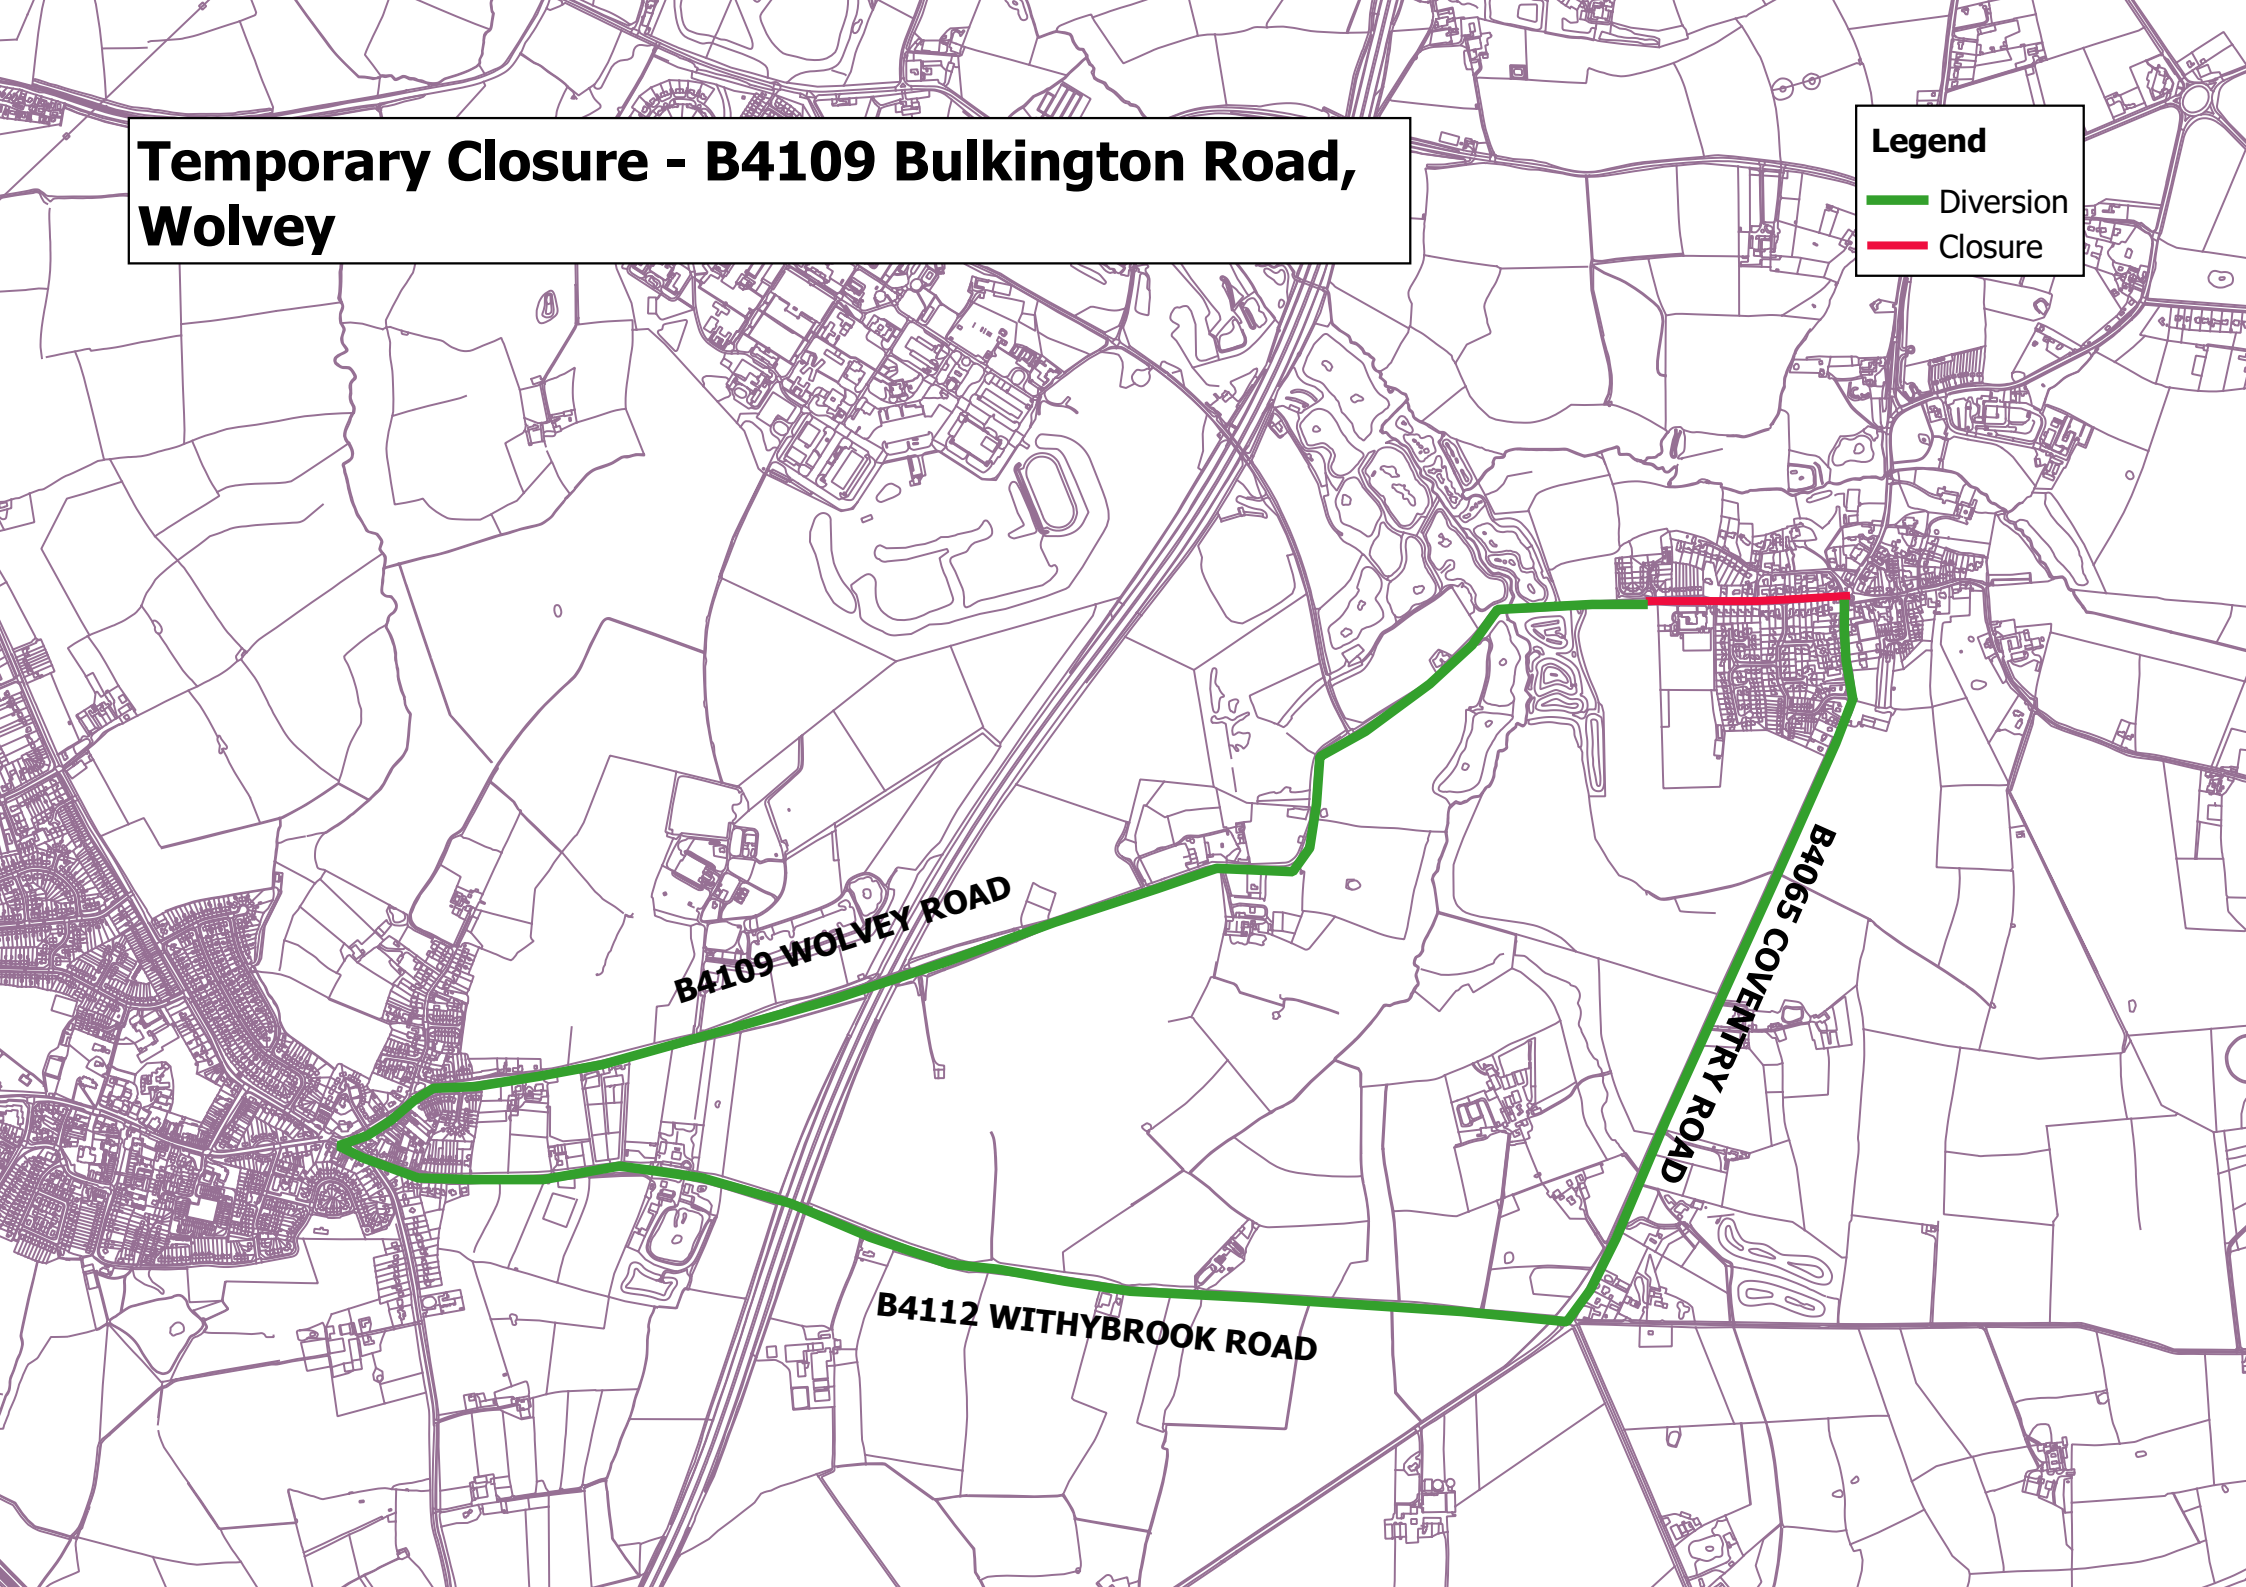 Temporary Closure - B4109 Bulkington Road,
Wolvey
Legend
Diversion
Closure
B4109 WOLVEY ROAD
B4065 COVENTRY ROAD
B4112 WITHYBROOK ROAD